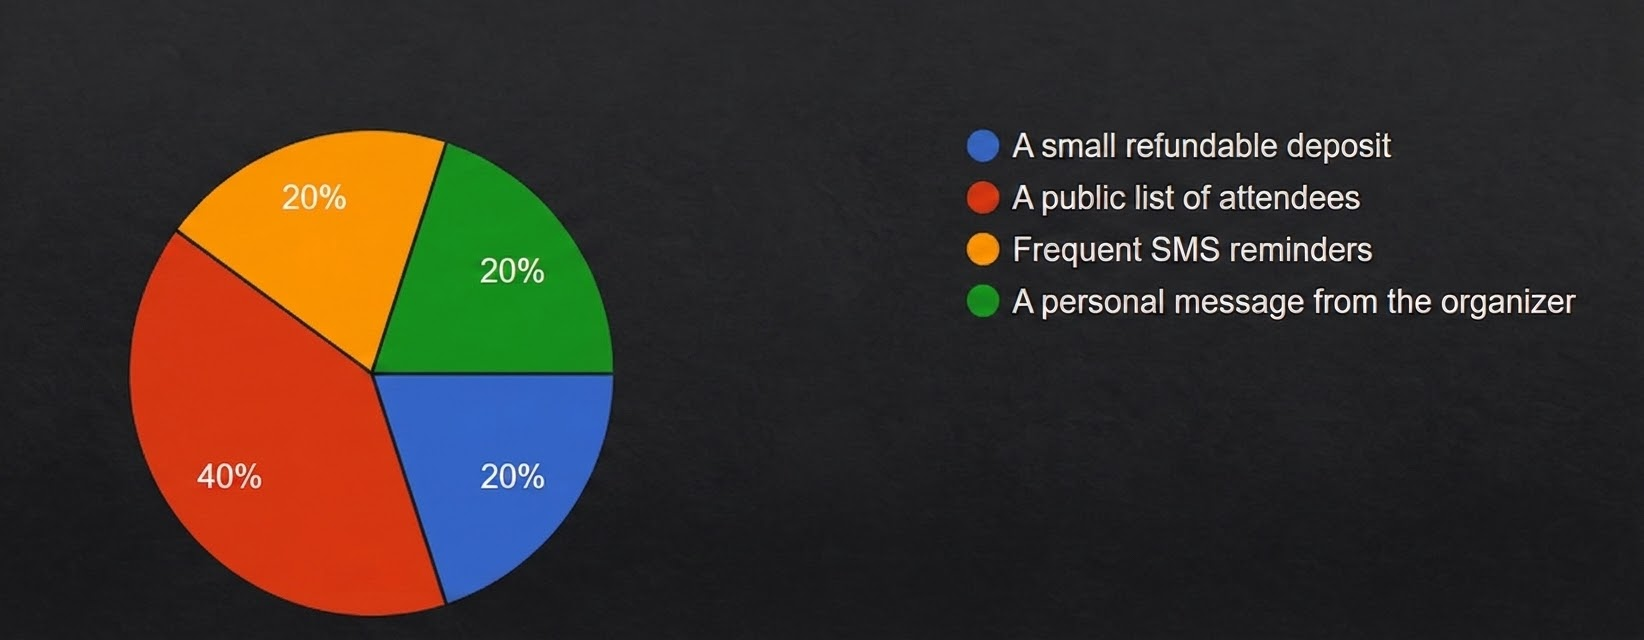 20%
20%
40%
20%
A small refundable deposit
A public list of attendees
Frequent SMS reminders
A personal message from the organizer